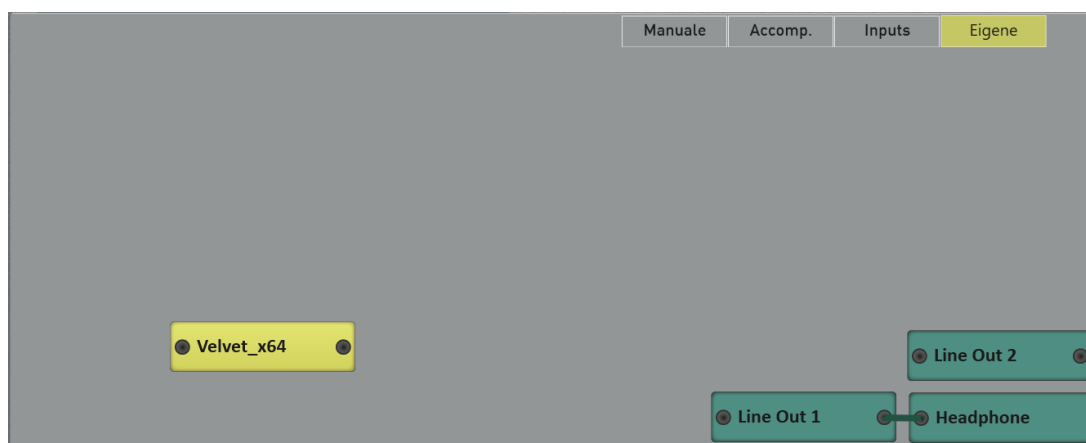 Manuale Accomp. Inputs Eigene
Velvet_x64
Line Out 2
Line Out 1 Headphone